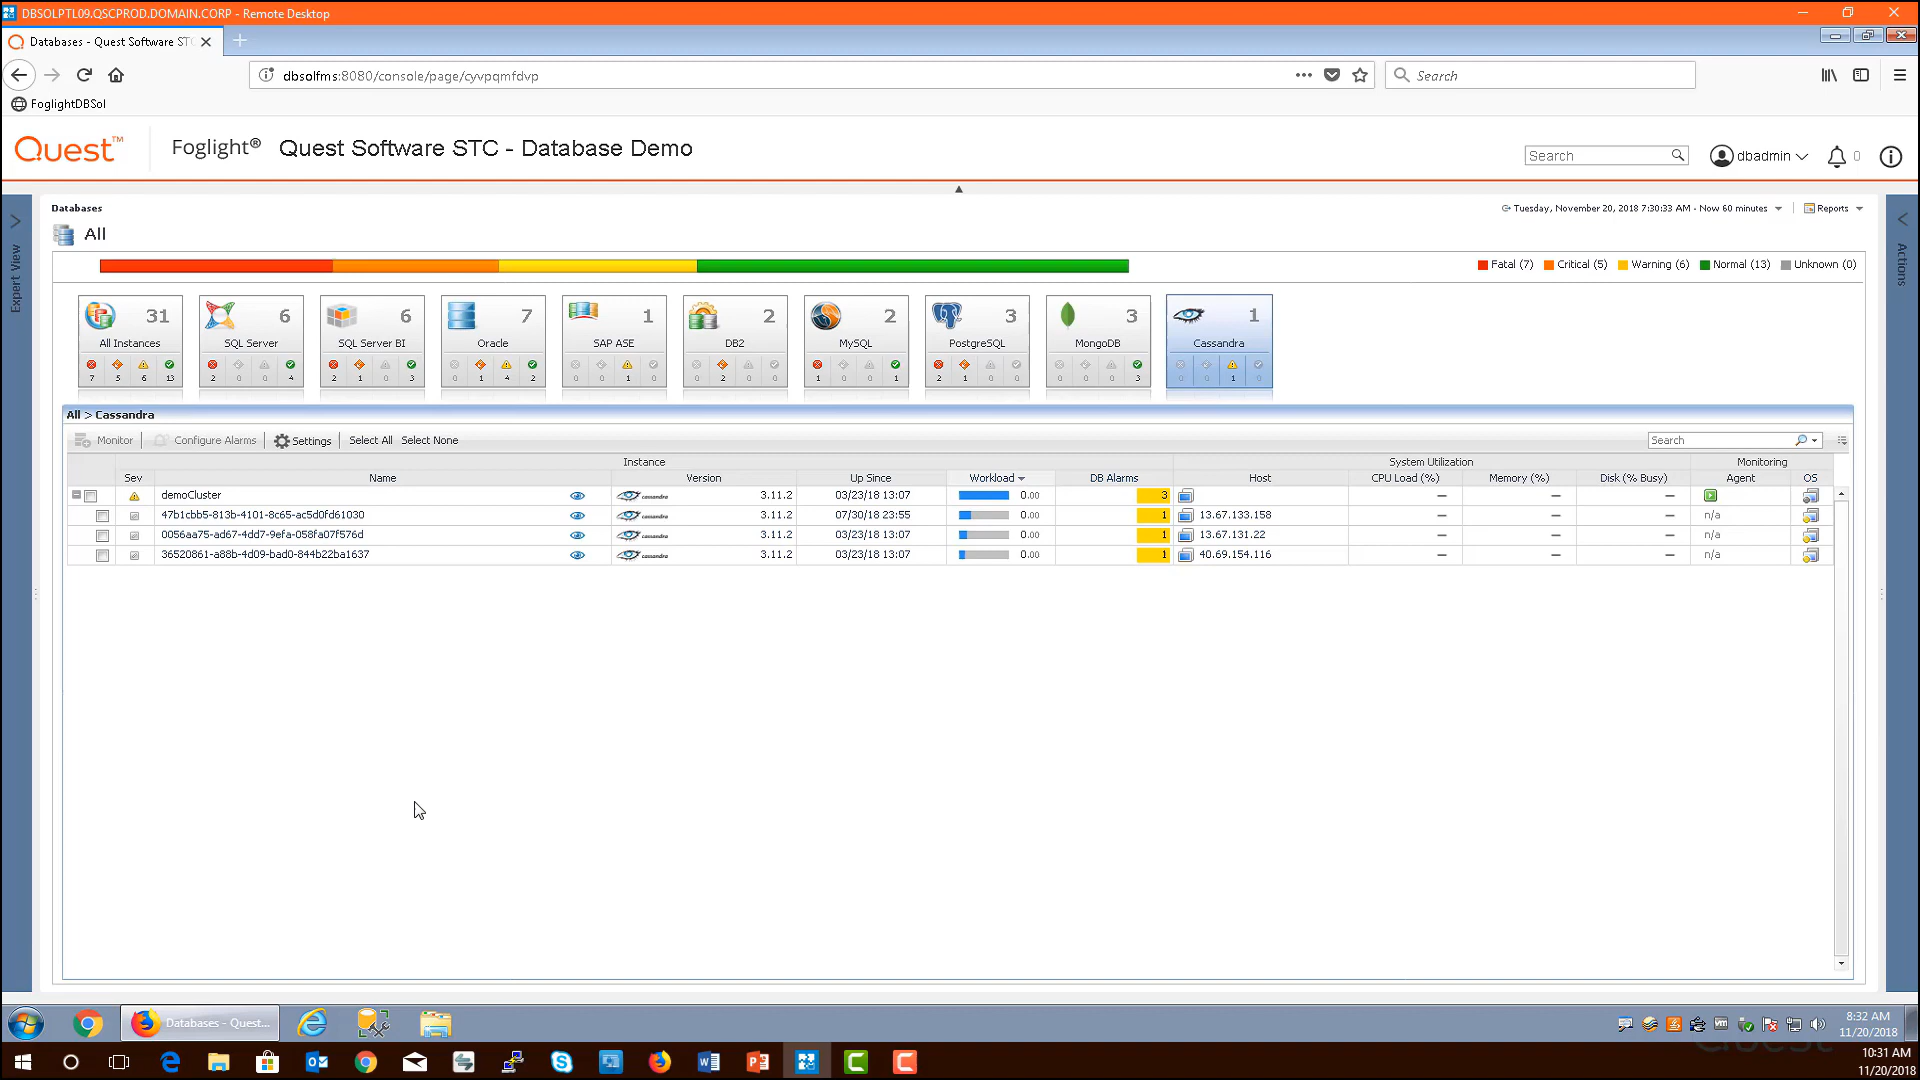 DBSOLPTL09.QSCPROD.DOMAIN.CORP - Remote Desktop
Databases - Quest Software STC
dbsolfms:8080/console/page/cyvpqmfdvp
Search
FoglightDBSol
Quest™ Foglight® Quest Software STC - Database Demo
Search
dbadmin
0
Expert View
Actions
Databases
Tuesday, November 20, 2018 7:30:33 AM - Now 60 minutes
Reports
All
Fatal (7) Critical (5) Warning (6) Normal (13) Unknown (0)
31 6 6 7 1 2 2 3 3 1
All Instances SQL Server SQL Server BI Oracle SAP ASE DB2 MySQL PostgreSQL MongoDB Cassandra
7 5 6 13 2 0 0 4 2 1 0 3 0 1 4 2 0 0 1 0 0 2 0 0 1 0 0 1 2 1 0 0 0 0 0 3 0 0 1 0
All > Cassandra
Monitor Configure Alarms Settings Select All Select None Search
Instance System Utilization Monitoring
Sev Name Version Up Since Workload DB Alarms Host CPU Load (%) Memory (%) Disk (% Busy) Agent OS
demoCluster cassandra 3.11.2 03/23/18 13:07 0.00 3 — — —
47b1cbb5-813b-4101-8c65-ac5d0fd61030 cassandra 3.11.2 07/30/18 23:55 0.00 1 13.67.133.158 — — — n/a
0056aa75-ad67-4dd7-9efa-058fa07f576d cassandra 3.11.2 03/23/18 13:07 0.00 1 13.67.131.22 — — — n/a
36520861-a88b-4d09-bad0-844b22ba1637 cassandra 3.11.2 03/23/18 13:07 0.00 1 40.69.154.116 — — — n/a
Databases - Quest...
8:32 AM
11/20/2018
Quest
10:31 AM
11/20/2018